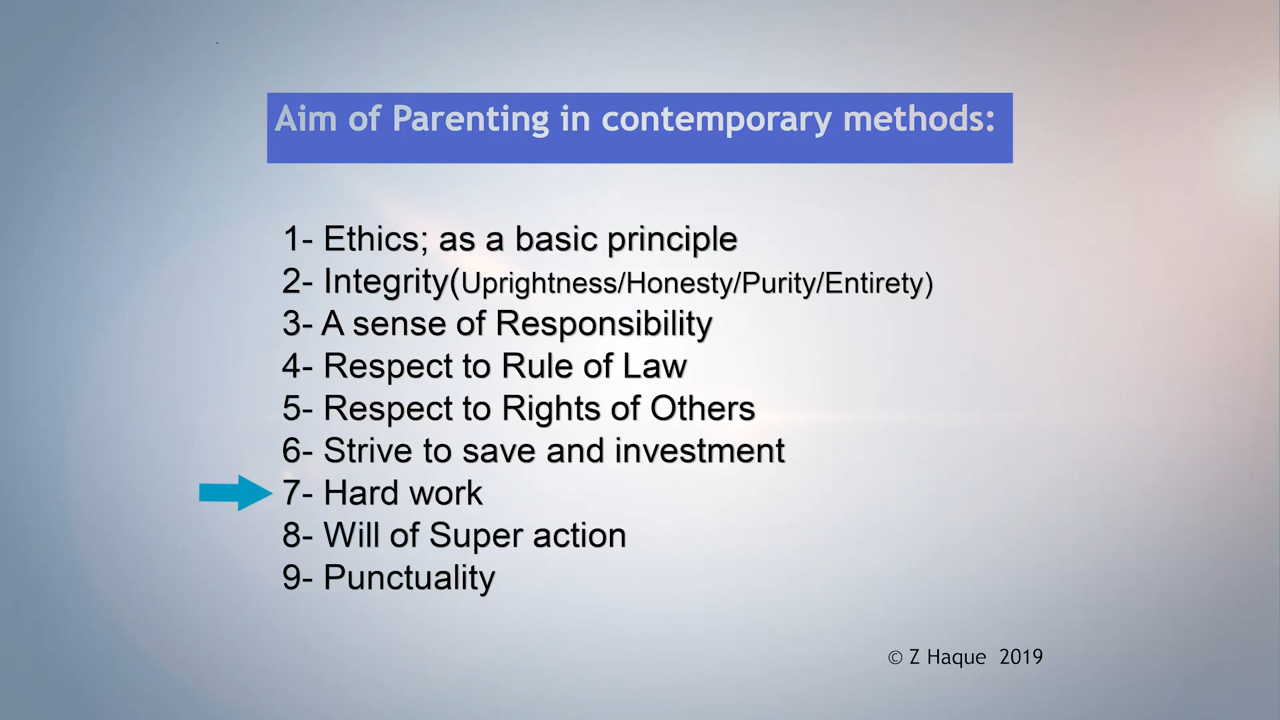 Aim of Parenting in contemporary methods:
1- Ethics; as a basic principle
2- Integrity(Uprightness/Honesty/Purity/Entirety)
3- A sense of Responsibility
4- Respect to Rule of Law
5- Respect to Rights of Others
6- Strive to save and investment
7- Hard work
8- Will of Super action
9- Punctuality
© Z Haque 2019